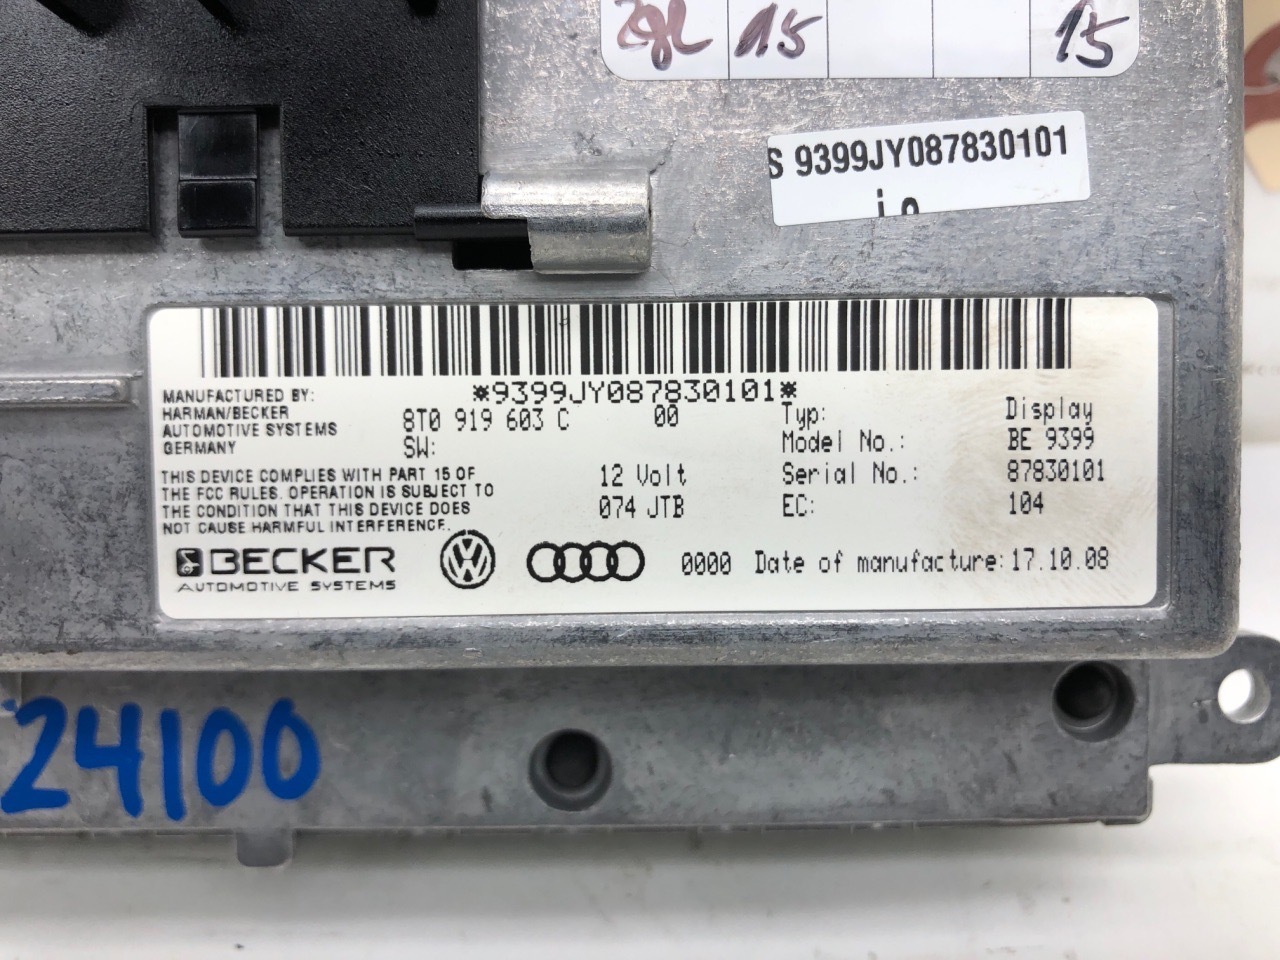 15
15
S 9399JY087830101
*9399JY087830101*
MANUFACTURED BY:
HARMAN/BECKER
AUTOMOTIVE SYSTEMS
GERMANY
8T0 919 603 C 00
SW:
Typ: Display
Model No.: BE 9399
Serial No.: 87830101
EC: 104
12 Volt
074 JTB
THIS DEVICE COMPLIES WITH PART 15 OF
THE FCC RULES. OPERATION IS SUBJECT TO
THE CONDITION THAT THIS DEVICE DOES
NOT CAUSE HARMFUL INTERFERENCE.
BECKER
AUTOMOTIVE SYSTEMS
VW
0000 Date of manufacture: 17.10.08
24100